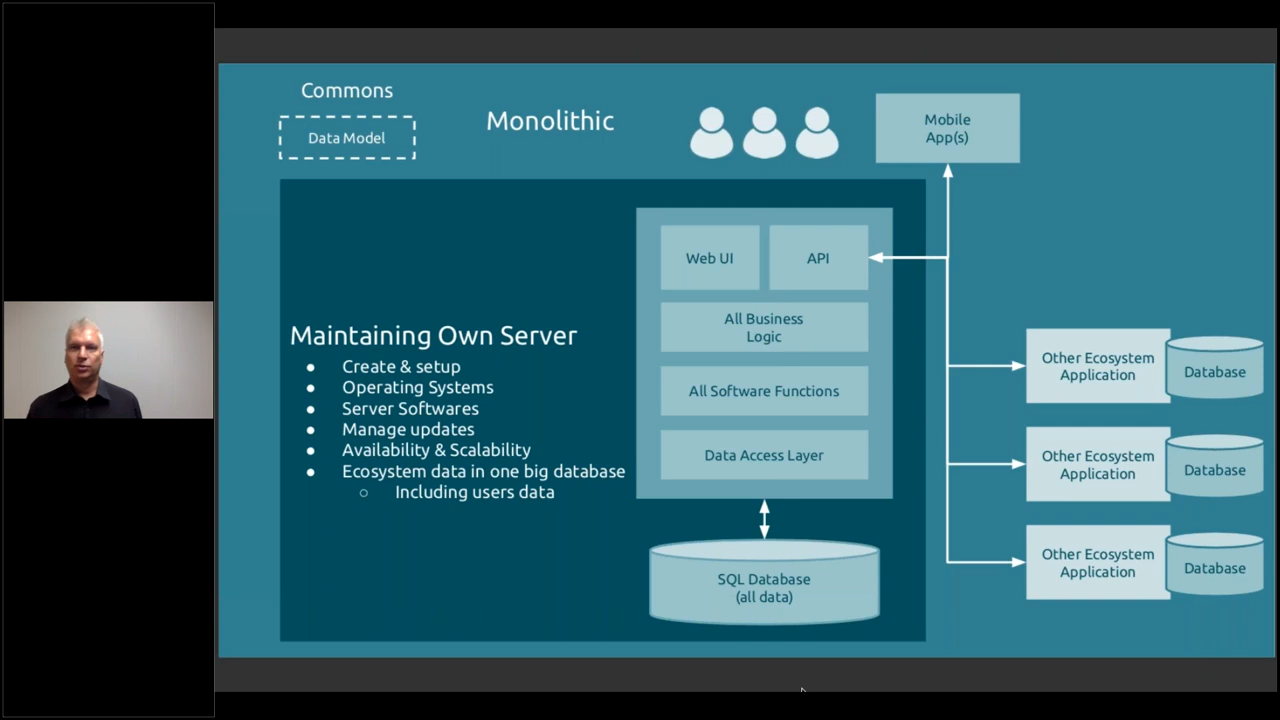 Commons
Data Model
Monolithic
Mobile
App(s)
Web UI
API
All Business
Logic
All Software Functions
Data Access Layer
SQL Database
(all data)
Maintaining Own Server
● Create & setup
● Operating Systems
● Server Softwares
● Manage updates
● Availability & Scalability
● Ecosystem data in one big database
○ Including users data
Other Ecosystem
Application
Database
Other Ecosystem
Application
Database
Other Ecosystem
Application
Database